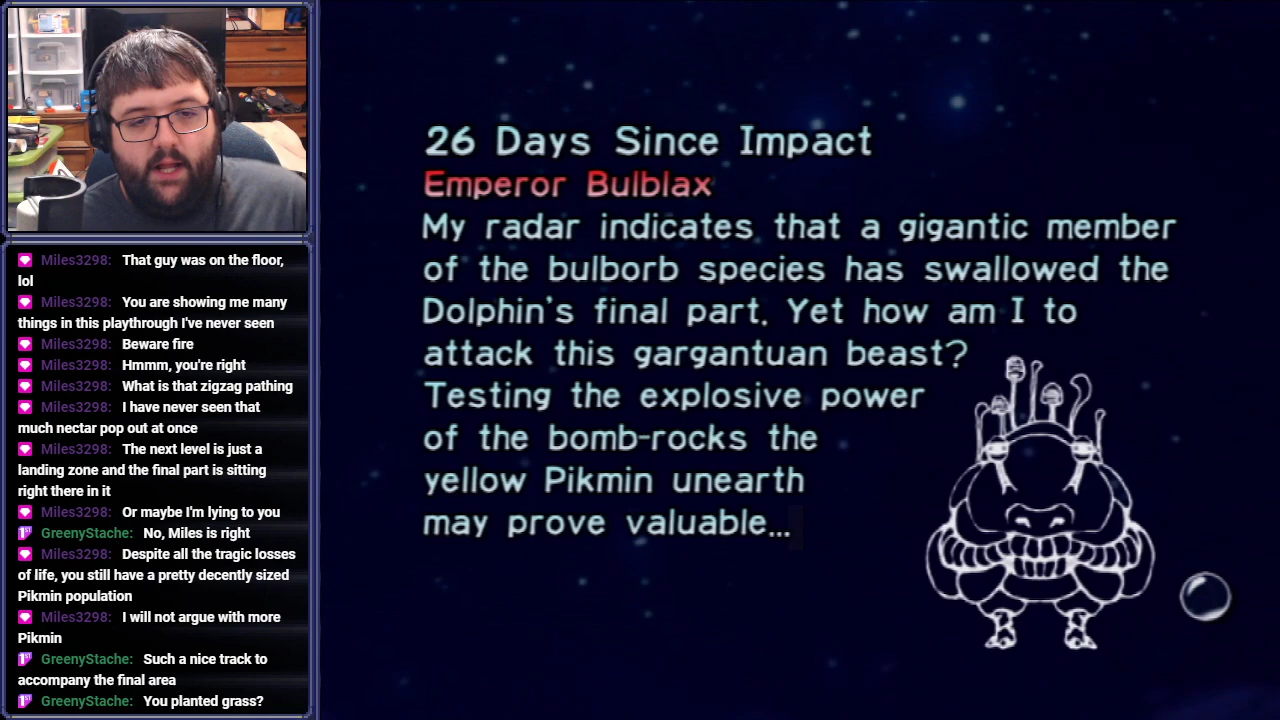 Miles3298: That guy was on the floor,
lol
Miles3298: You are showing me many
things in this playthrough I've never seen
Miles3298: Beware fire
Miles3298: Hmmm, you're right
Miles3298: What is that zigzag pathing
Miles3298: I have never seen that
much nectar pop out at once
Miles3298: The next level is just a
landing zone and the final part is sitting
right there in it
Miles3298: Or maybe I'm lying to you
GreenyStache: No, Miles is right
Miles3298: Despite all the tragic losses
of life, you still have a pretty decently sized
Pikmin population
Miles3298: I will not argue with more
Pikmin
GreenyStache: Such a nice track to
accompany the final area
GreenyStache: You planted grass?
26 Days Since Impact
Emperor Bulblax
My radar indicates that a gigantic member
of the bulborb species has swallowed the
Dolphin's final part. Yet how am I to
attack this gargantuan beast?
Testing the explosive power
of the bomb-rocks the
yellow Pikmin unearth
may prove valuable...